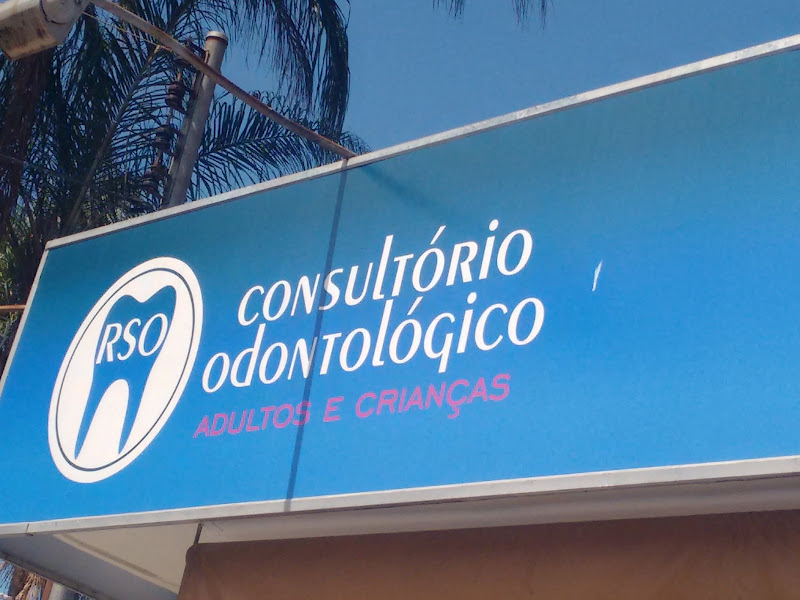 RSO
CONSULTÓRIO
ODONTOLÓGICO
ADULTOS E CRIANÇAS